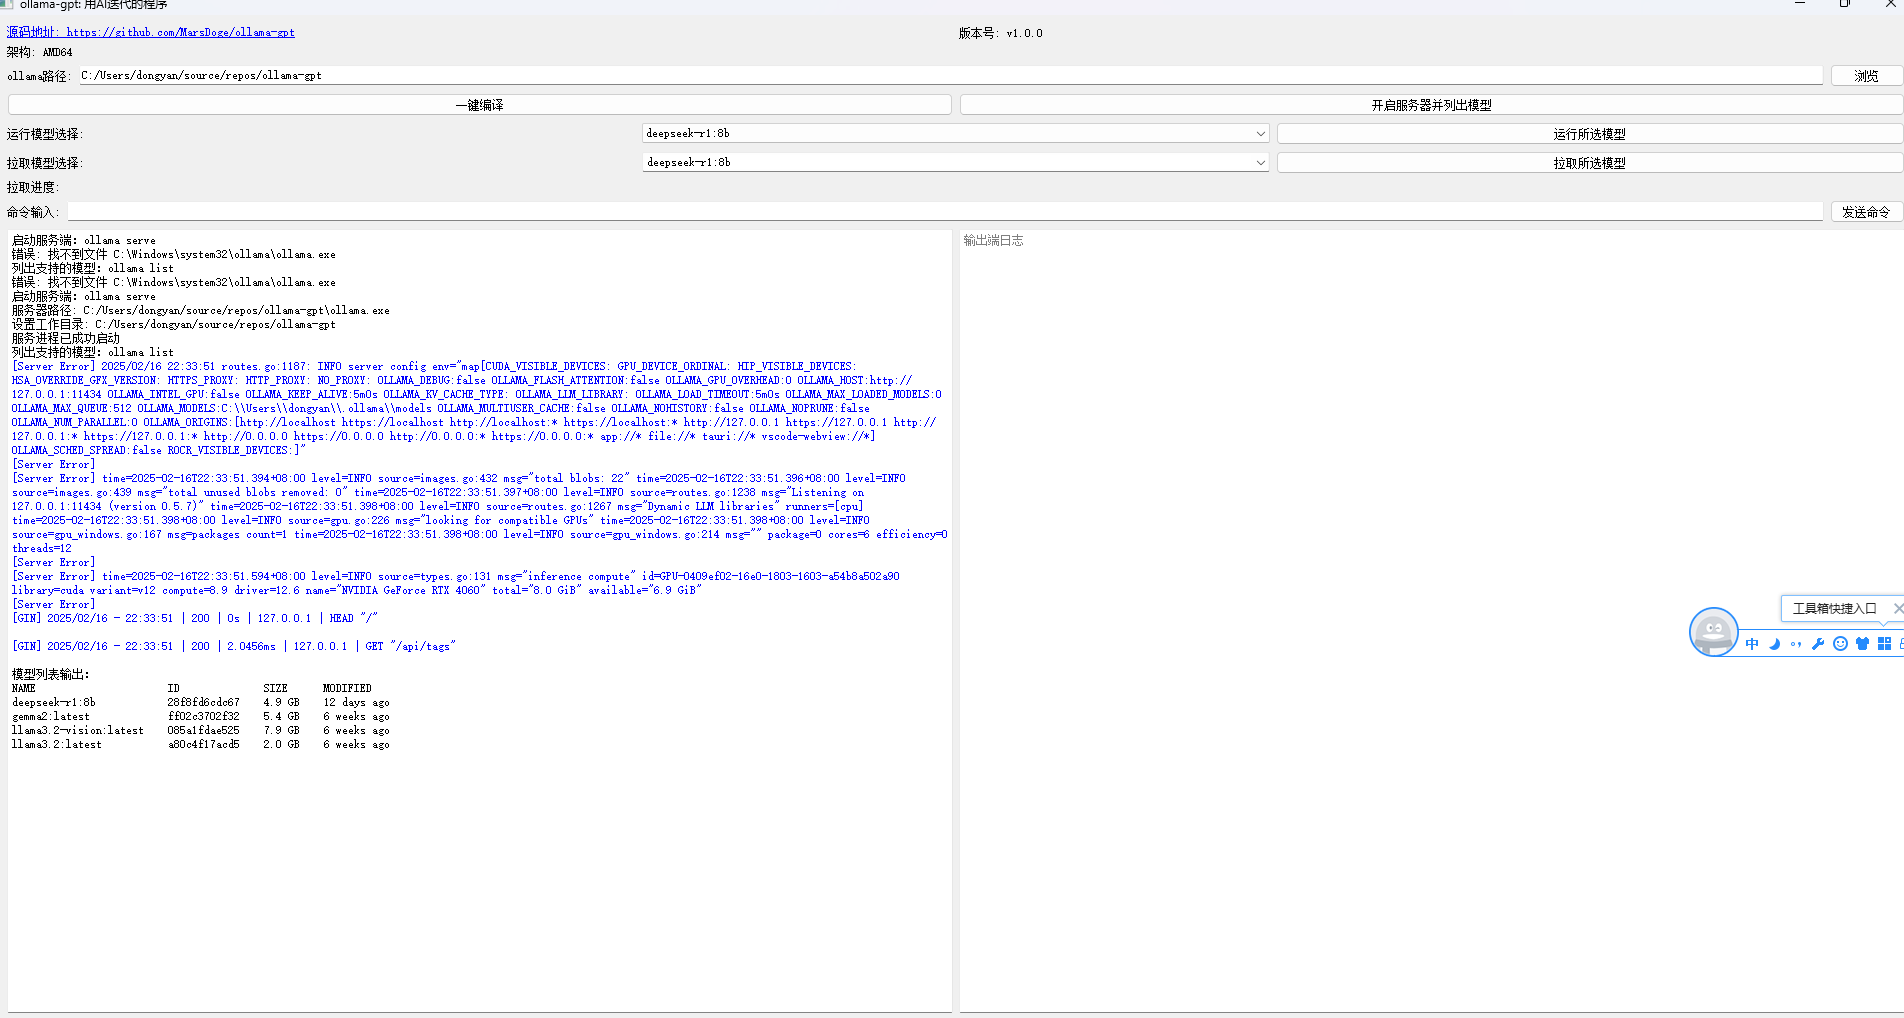 ollama-gpt: 用AI迭代的程序
源码地址: https://github.com/MarsDoge/ollama-gpt
版本号: v1.0.0
架构: AMD64
ollama路径: C:/Users/dongyan/source/repos/ollama-gpt 浏览
一键编译 开启服务器并列出模型
运行模型选择: deepseek-r1:8b 运行所选模型
拉取模型选择: deepseek-r1:8b 拉取所选模型
拉取进度:
命令输入: 发送命令
启动服务端: ollama serve
错误: 找不到文件 C:\Windows\system32\ollama\ollama.exe
列出支持的模型: ollama list
错误: 找不到文件 C:\Windows\system32\ollama\ollama.exe
启动服务端: ollama serve
服务器路径: C:/Users/dongyan/source/repos/ollama-gpt\ollama.exe
设置工作目录: C:/Users/dongyan/source/repos/ollama-gpt
服务进程已成功启动
列出支持的模型: ollama list
[Server Error] 2025/02/16 22:33:51 routes.go:1187: INFO server config env="map[CUDA_VISIBLE_DEVICES: GPU_DEVICE_ORDINAL: HIP_VISIBLE_DEVICES:
HSA_OVERRIDE_GFX_VERSION: HTTPS_PROXY: HTTP_PROXY: NO_PROXY: OLLAMA_DEBUG:false OLLAMA_FLASH_ATTENTION:false OLLAMA_GPU_OVERHEAD:0 OLLAMA_HOST:http://
127.0.0.1:11434 OLLAMA_INTEL_GPU:false OLLAMA_KEEP_ALIVE:5m0s OLLAMA_KV_CACHE_TYPE: OLLAMA_LLM_LIBRARY: OLLAMA_LOAD_TIMEOUT:5m0s OLLAMA_MAX_LOADED_MODELS:0
OLLAMA_MAX_QUEUE:512 OLLAMA_MODELS:C:\\Users\\dongyan\\.ollama\\models OLLAMA_MULTIUSER_CACHE:false OLLAMA_NOHISTORY:false OLLAMA_NOPRUNE:false
OLLAMA_NUM_PARALLEL:0 OLLAMA_ORIGINS:[http://localhost https://localhost http://localhost:* https://localhost:* http://127.0.0.1 https://127.0.0.1 http://
127.0.0.1:* https://127.0.0.1:* http://0.0.0.0 https://0.0.0.0 http://0.0.0.0:* https://0.0.0.0:* app://* file://* tauri://* vscode-webview://*]
OLLAMA_SCHED_SPREAD:false ROCR_VISIBLE_DEVICES:]"
[Server Error]
[Server Error] time=2025-02-16T22:33:51.394+08:00 level=INFO source=images.go:432 msg="total blobs: 22" time=2025-02-16T22:33:51.396+08:00 level=INFO
source=images.go:439 msg="total unused blobs removed: 0" time=2025-02-16T22:33:51.397+08:00 level=INFO source=routes.go:1238 msg="Listening on
127.0.0.1:11434 (version 0.5.7)" time=2025-02-16T22:33:51.398+08:00 level=INFO source=routes.go:1267 msg="Dynamic LLM libraries" runners=[cpu]
time=2025-02-16T22:33:51.398+08:00 level=INFO source=gpu.go:226 msg="looking for compatible GPUs" time=2025-02-16T22:33:51.398+08:00 level=INFO
source=gpu_windows.go:167 msg=packages count=1 time=2025-02-16T22:33:51.398+08:00 level=INFO source=gpu_windows.go:214 msg="" package=0 cores=6 efficiency=0
threads=12
[Server Error]
[Server Error] time=2025-02-16T22:33:51.594+08:00 level=INFO source=types.go:131 msg="inference compute" id=GPU-0409ef02-16e0-1803-1603-a54b8a502a90
library=cuda variant=v12 compute=8.9 driver=12.6 name="NVIDIA GeForce RTX 4060" total="8.0 GiB" available="6.9 GiB"
[Server Error]
[GIN] 2025/02/16 - 22:33:51 | 200 | 0s | 127.0.0.1 | HEAD "/"
[GIN] 2025/02/16 - 22:33:51 | 200 | 2.0456ms | 127.0.0.1 | GET "/api/tags"
模型列表输出:
NAME ID SIZE MODIFIED
deepseek-r1:8b 28f8fd6cdc67 4.9 GB 12 days ago
gemma2:latest ff02c3702f32 5.4 GB 6 weeks ago
llama3.2-vision:latest 085a1fdae525 7.9 GB 6 weeks ago
llama3.2:latest a80c4f17acd5 2.0 GB 6 weeks ago
输出端日志
工具箱快捷入口
中